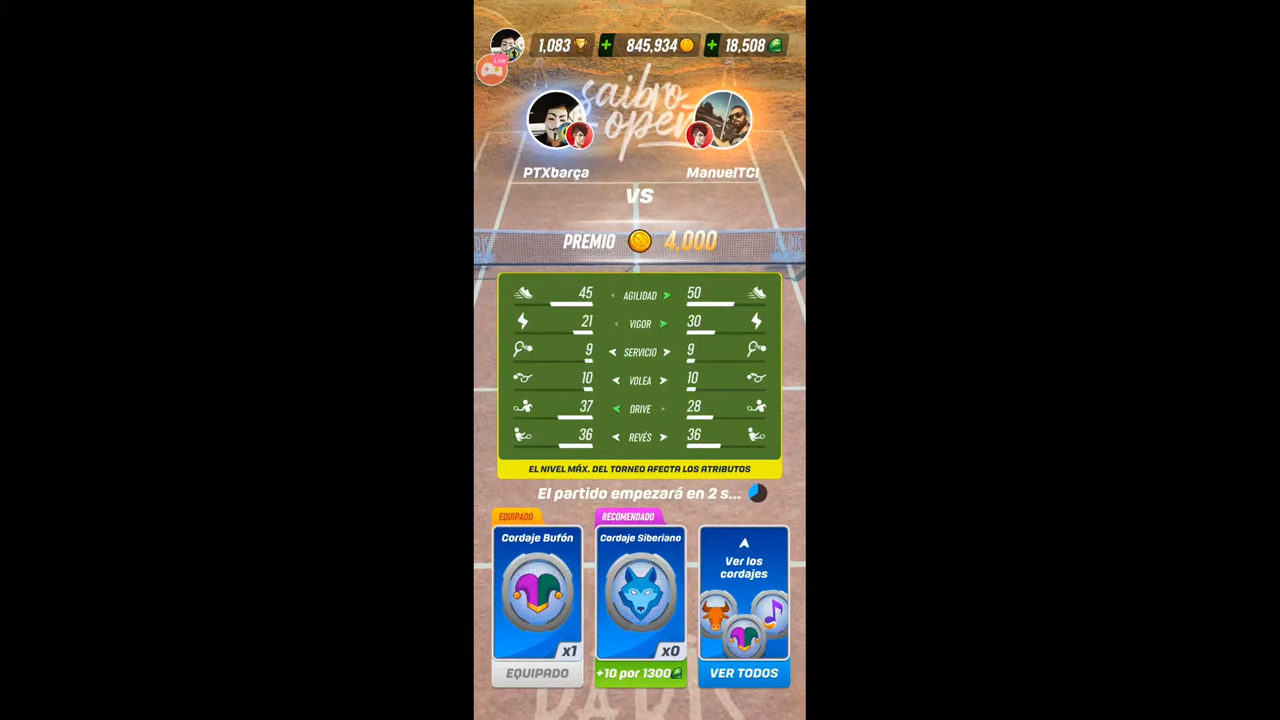 1,083 + 845,934 + 18,508
Live
saibro
open
PTXbarça ManuelTCI
VS
PREMIO 4,000
45 AGILIDAD 50
21 VIGOR 30
9 SERVICIO 9
10 VOLEA 10
37 DRIVE 28
36 REVÉS 36
EL NIVEL MÁX. DEL TORNEO AFECTA LOS ATRIBUTOS
El partido empezará en 2 s...
EQUIPADO RECOMENDADO
Cordaje Bufón Cordaje Siberiano Ver los
cordajes
x1 x0
EQUIPADO +10 por 1300 VER TODOS
PARIS